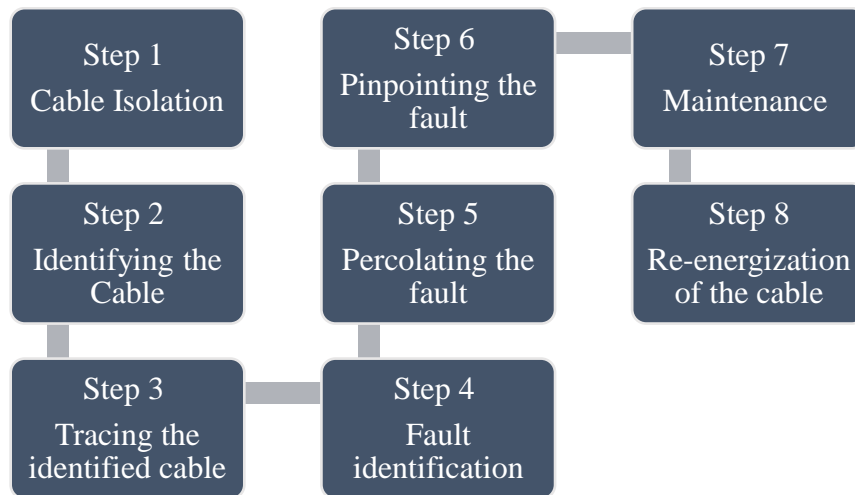 Step 1
Cable Isolation
Step 2
Identifying the
Cable
Step 3
Tracing the
identified cable
Step 4
Fault
identification
Step 5
Percolating the
fault
Step 6
Pinpointing the
fault
Step 7
Maintenance
Step 8
Re-energization
of the cable